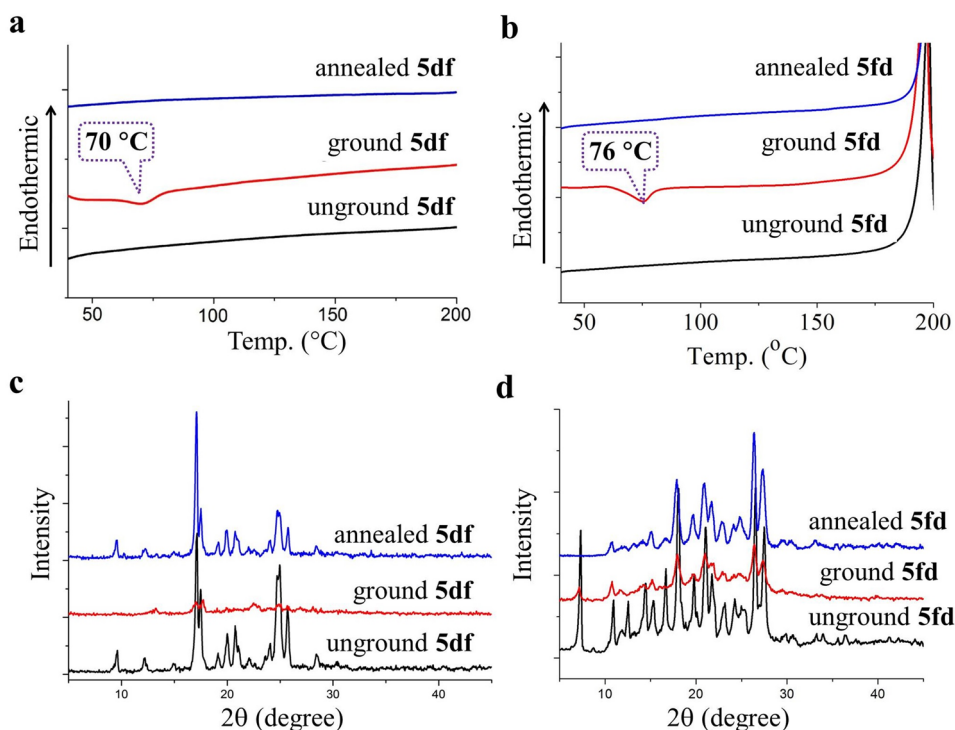 a
annealed 5df
70 °C
ground 5df
unground 5df
Endothermic
50
100
150
200
Temp. (°C)
b
annealed 5fd
76 °C
ground 5fd
unground 5fd
Endothermic
50
100
150
200
Temp. (oC)
c
annealed 5df
ground 5df
unground 5df
Intensity
10
20
30
40
2θ (degree)
d
annealed 5fd
ground 5fd
unground 5fd
Intensity
10
20
30
40
2θ (degree)